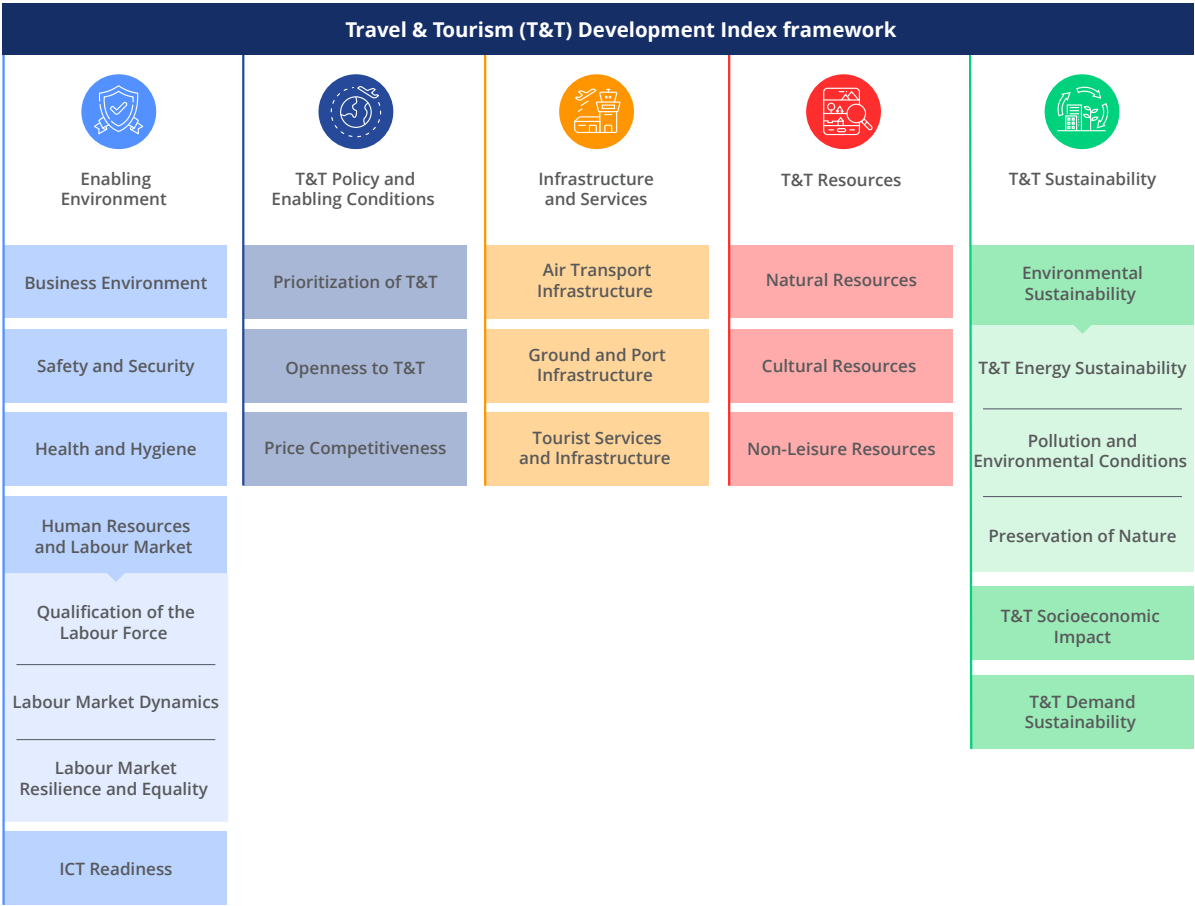 Travel & Tourism (T&T) Development Index framework
Enabling
Environment
Business Environment
Safety and Security
Health and Hygiene
Human Resources
and Labour Market
Qualification of the
Labour Force
Labour Market Dynamics
Labour Market
Resilience and Equality
ICT Readiness
T&T Policy and
Enabling Conditions
Prioritization of T&T
Openness to T&T
Price Competitiveness
Infrastructure
and Services
Air Transport
Infrastructure
Ground and Port
Infrastructure
Tourist Services
and Infrastructure
T&T Resources
Natural Resources
Cultural Resources
Non-Leisure Resources
T&T Sustainability
Environmental
Sustainability
T&T Energy Sustainability
Pollution and
Environmental Conditions
Preservation of Nature
T&T Socioeconomic
Impact
T&T Demand
Sustainability